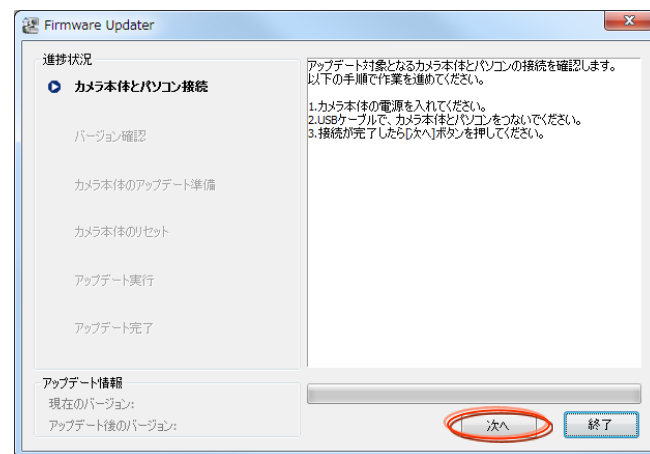 Firmware Updater
進捗状況
カメラ本体とパソコン接続
バージョン確認
カメラ本体のアップデート準備
カメラ本体のリセット
アップデート実行
アップデート完了
アップデート対象となるカメラ本体とパソコンの接続を確認します。
以下の手順で作業を進めてください。
1.カメラ本体の電源を入れてください。
2.USBケーブルで、カメラ本体とパソコンをつないでください。
3.接続が完了したら[次へ]ボタンを押してください。
アップデート情報
現在のバージョン:
アップデート後のバージョン:
次へ
終了